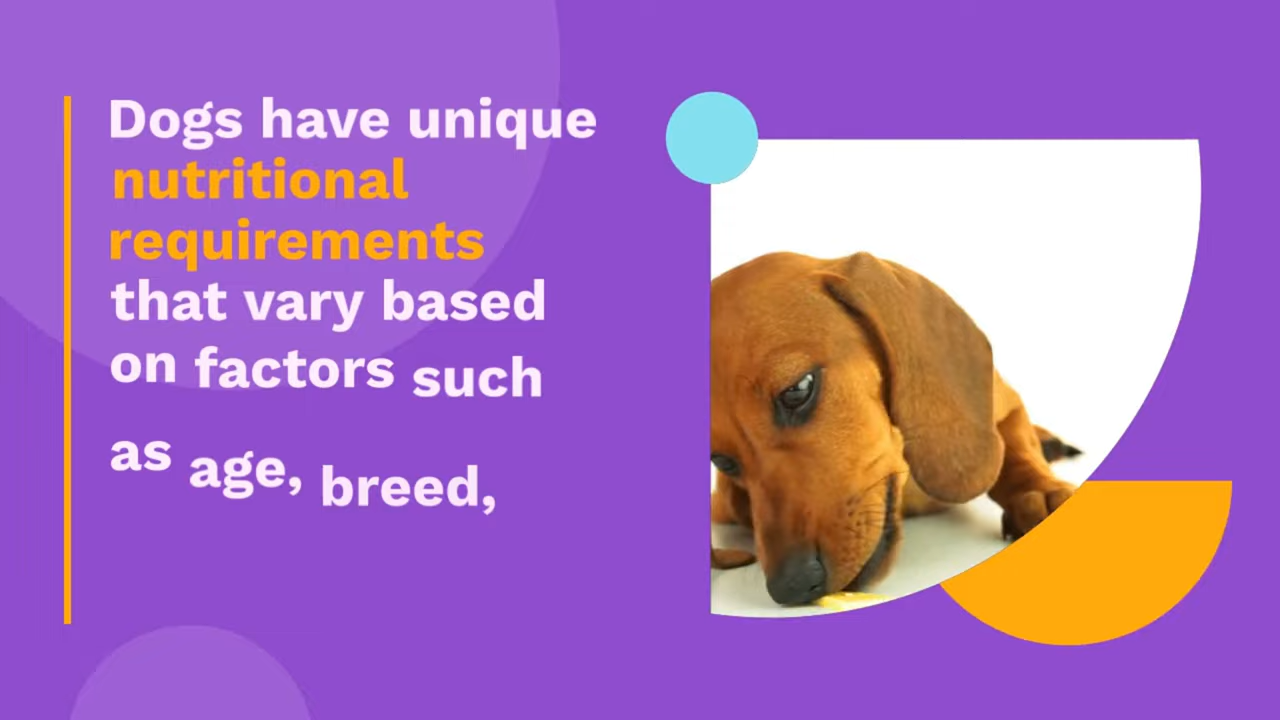 Dogs have unique
nutritional
requirements
that vary based
on factors such
as age, breed,